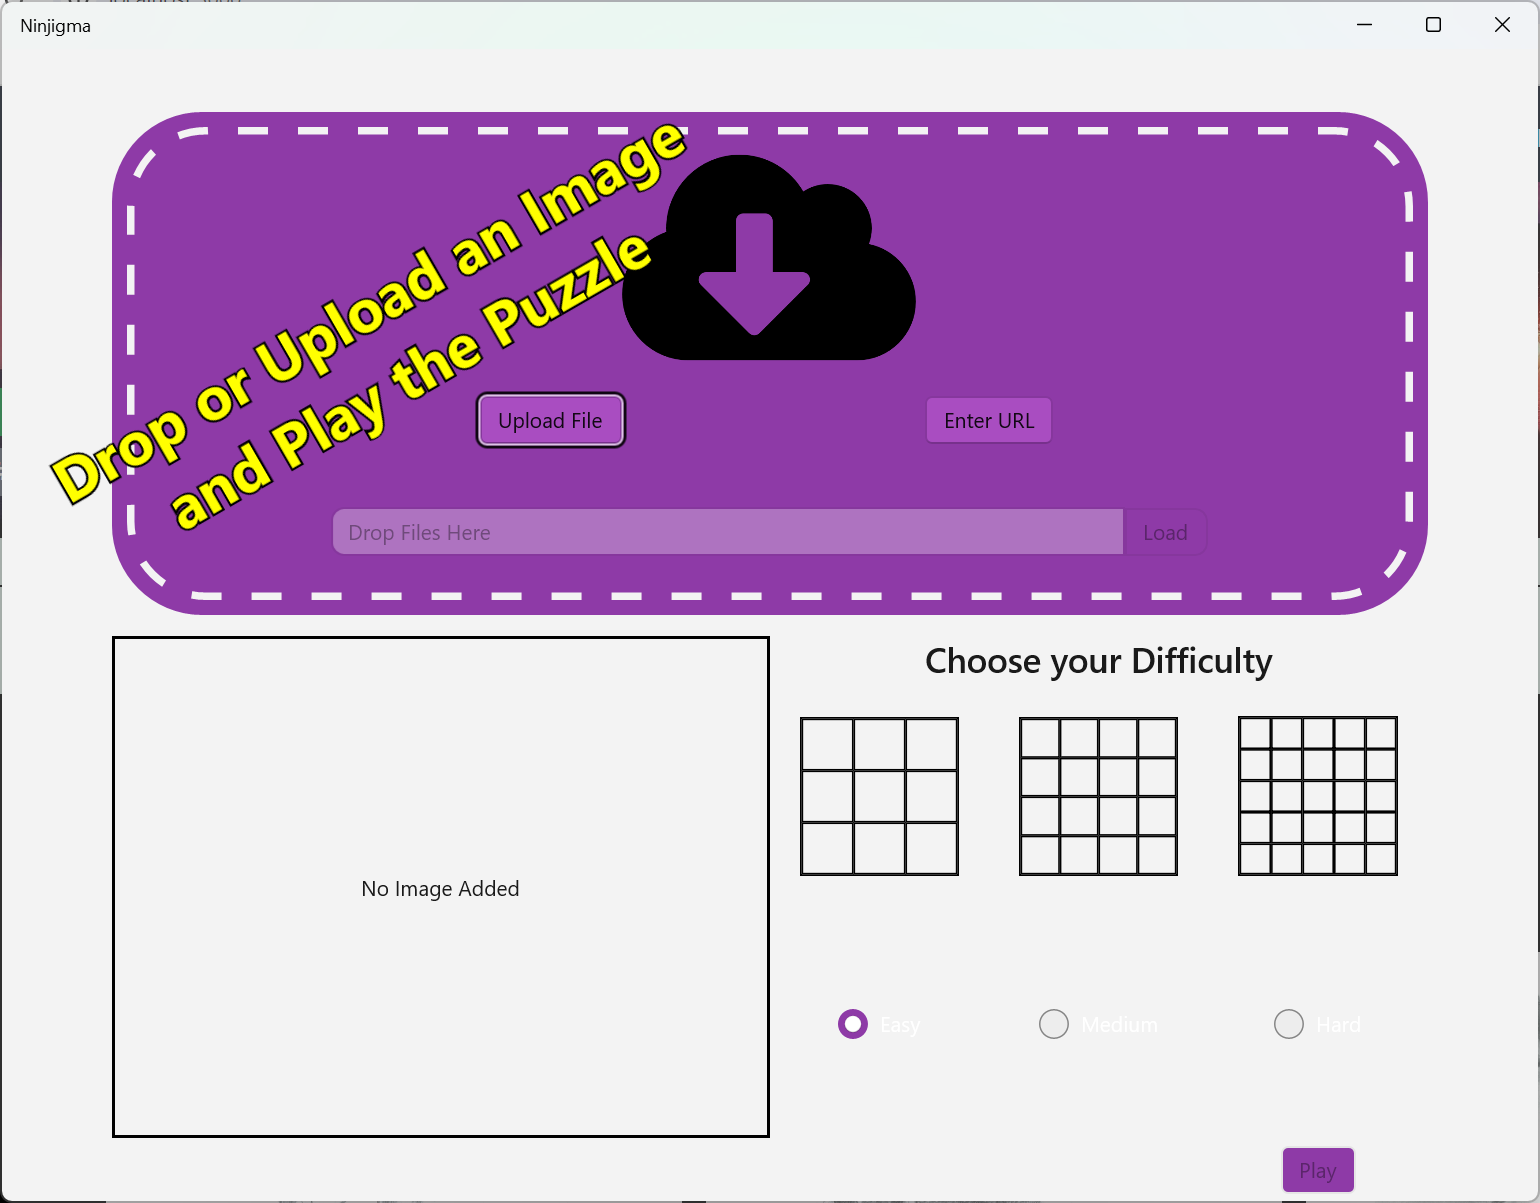 Ninjigma
Drop or Upload an Image
and Play the Puzzle
Upload File
Enter URL
Drop Files Here
Load
No Image Added
Choose your Difficulty
Easy
Medium
Hard
Play